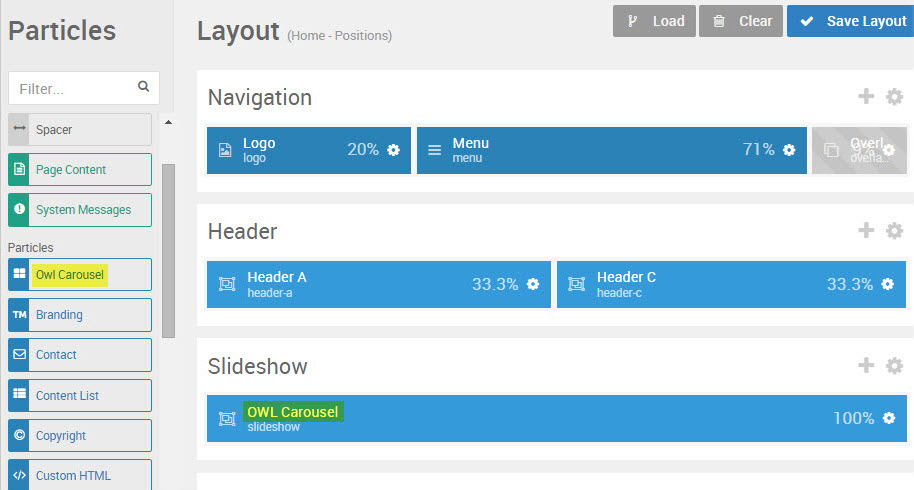 Particles
Filter...
Spacer
Page Content
System Messages
Particles
Owl Carousel
TM Branding
Contact
Content List
© Copyright
</> Custom HTML
Layout (Home - Positions)
Load
Clear
Save Layout
Navigation
Logo
logo
20%
Menu
menu
71%
Overl
overla...
9%
Header
Header A
header-a
33.3%
Header C
header-c
33.3%
Slideshow
OWL Carousel
slideshow
100%